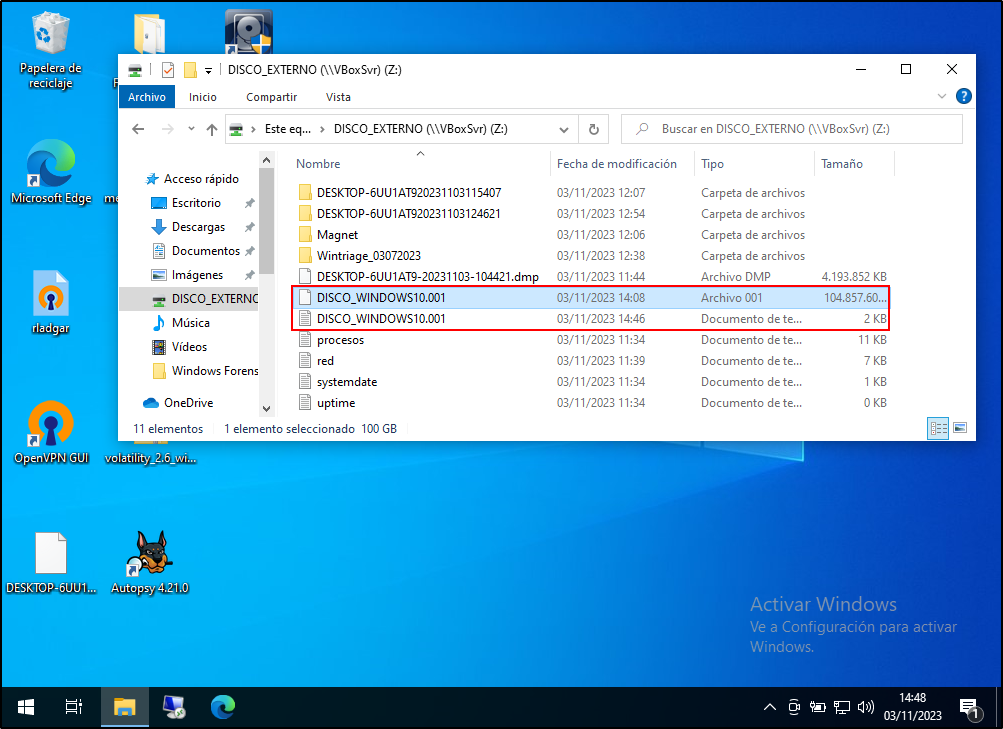 Papelera de
reciclaje
DISCO_EXTERNO (\\VBoxSvr) (Z:)
Archivo
Inicio
Compartir
Vista
Este eq...
DISCO_EXTERNO (\\VBoxSvr) (Z:)
Buscar en DISCO_EXTERNO (\\VBoxSvr) (Z:)
Nombre
Fecha de modificación
Tipo
Tamaño
Acceso rápido
Escritorio
Descargas
Documentos
Imágenes
DISCO_EXTERNO
Música
Vídeos
Windows Forens
OneDrive
DESKTOP-6UU1AT920231103115407 03/11/2023 12:07 Carpeta de archivos
DESKTOP-6UU1AT920231103124621 03/11/2023 12:54 Carpeta de archivos
Magnet 03/11/2023 12:06 Carpeta de archivos
Wintriage_03072023 03/11/2023 12:38 Carpeta de archivos
DESKTOP-6UU1AT9-20231103-104421.dmp 03/11/2023 11:44 Archivo DMP 4.193.852 KB
DISCO_WINDOWS10.001 03/11/2023 14:08 Archivo 001 104.857.60...
DISCO_WINDOWS10.001 03/11/2023 14:46 Documento de te... 2 KB
procesos 03/11/2023 11:34 Documento de te... 11 KB
red 03/11/2023 11:39 Documento de te... 7 KB
systemdate 03/11/2023 11:34 Documento de te... 1 KB
uptime 03/11/2023 11:34 Documento de te... 0 KB
11 elementos
1 elemento seleccionado 100 GB
Microsoft Edge
rladgar
OpenVPN GUI
volatility_2.6_wi...
DESKTOP-6UU1...
Autopsy 4.21.0
Activar Windows
Ve a Configuración para activar
Windows.
14:48
03/11/2023
1